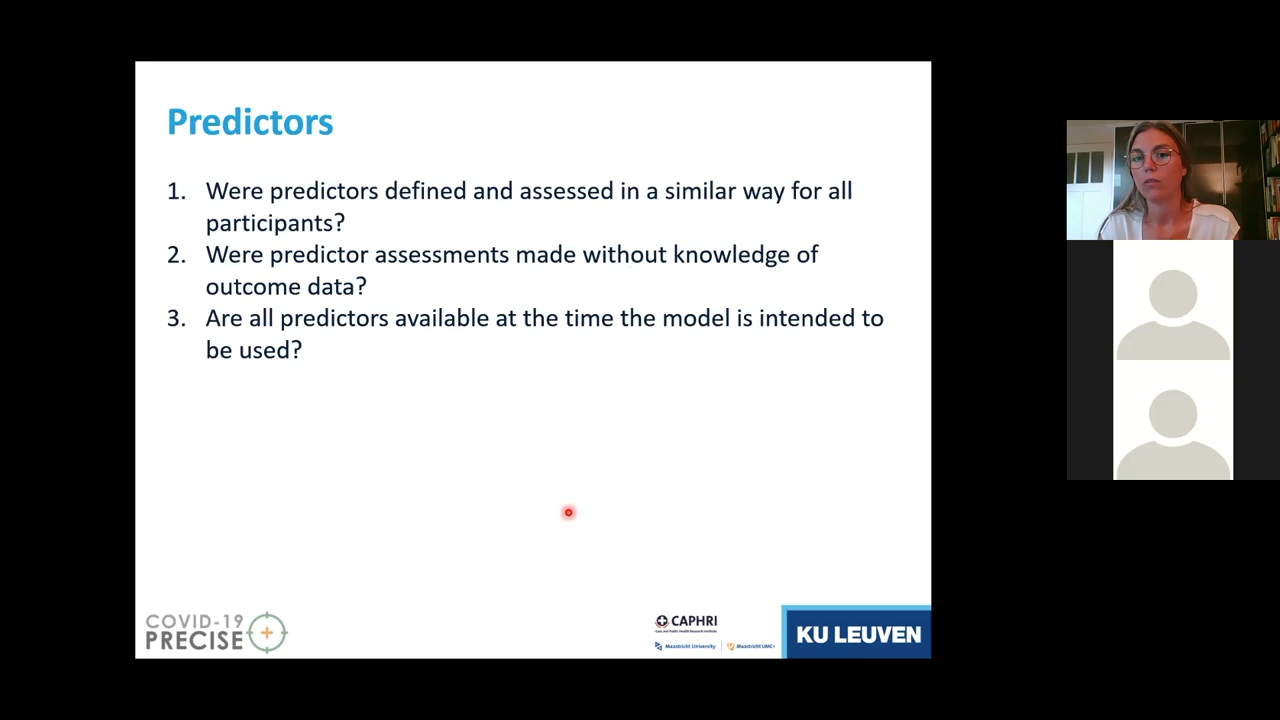 Predictors
1. Were predictors defined and assessed in a similar way for all
participants?
2. Were predictor assessments made without knowledge of
outcome data?
3. Are all predictors available at the time the model is intended to
be used?
COVID-19
PRECISE
CAPHRI
Care and Public Health Research Institute
Maastricht University
Maastricht UMC+
KU LEUVEN